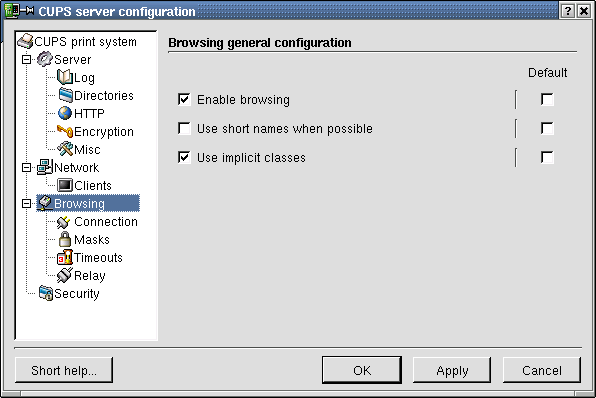 CUPS server configuration
CUPS print system
Server
Log
Directories
HTTP
Encryption
Misc
Network
Clients
Browsing
Connection
Masks
Timeouts
Relay
Security
Browsing general configuration
Default
Enable browsing
Use short names when possible
Use implicit classes
Short help...
OK
Apply
Cancel